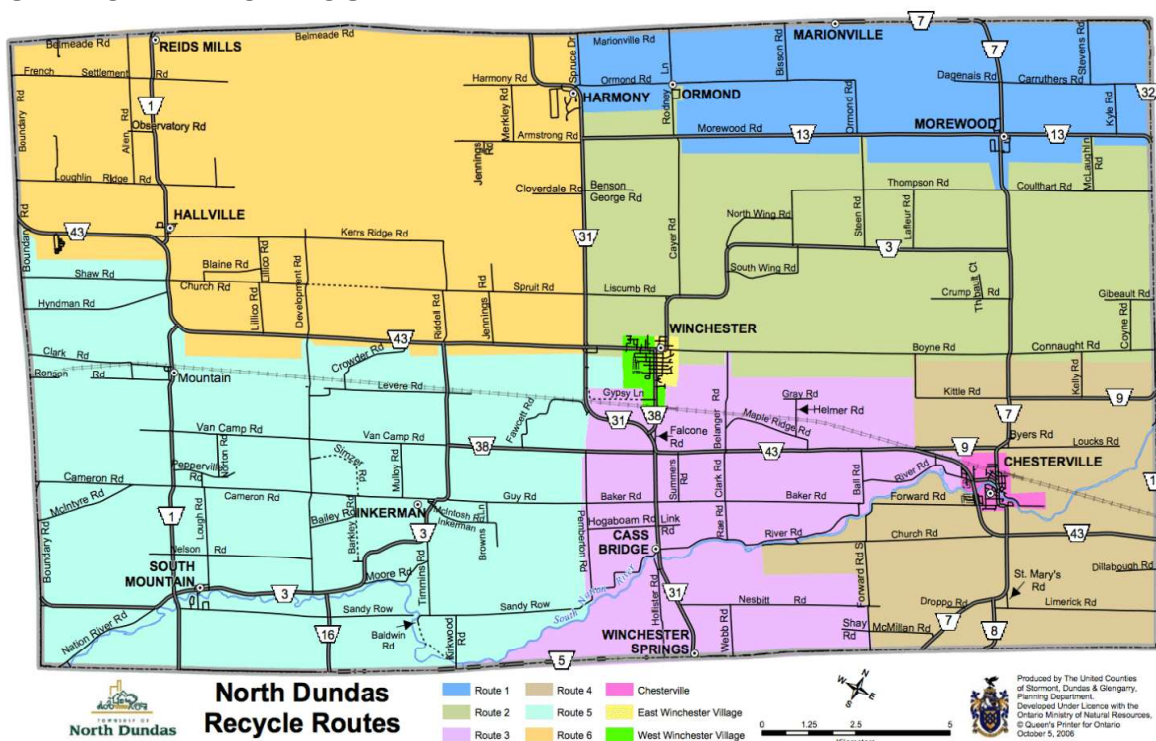 7
Belmeade Rd
REIDS MILLS
Belmeade Rd
Spruce Dr
Marionville Rd
Ln
Bisson Rd
MARIONVILLE
7
Stevens Rd
French Settlement Rd
Harmony Rd
Ormond Rd
Dagenais Rd
Carruthers Rd
Boundary Rd
1
Allen Rd
HARMONY
ORMOND
32
Merkley Rd
Rodney
Ormond Rd
Kyle Rd
Observatory Rd
Armstrong Rd
Morewood Rd
13
MOREWOOD
13
Jennings Rd
McLaughlin Rd
Loughlin Ridge Rd
Cloverdale Rd
Benson George Rd
Thompson Rd
Coulthart Rd
HALLVILLE
North Wing Rd
Steen Rd
Lafleur Rd
Boundary Rd
43
Kerrs Ridge Rd
31
Cayer Rd
3
Lillico Rd
Blaine Rd
South Wing Rd
Shaw Rd
Church Rd
Development Rd
Spruit Rd
Liscumb Rd
Crump Rd
Thibault Ct
Gibeault Rd
Hyndman Rd
Lillico Rd
Riddell Rd
Jennings Rd
Coyne Rd
43
WINCHESTER
Clark Rd
Crowder Rd
Boyne Rd
Connaught Rd
Ronson Rd
Mountain
Levere Rd
Gypsy Ln
Gray Rd
Helmer Rd
Kittle Rd
Kelly Rd
9
Fawcett Rd
31
38
Belanger Rd
Maple Ridge Rd
7
Van Camp Rd
Van Camp Rd
38
Falcone Rd
43
9
Byers Rd
Loucks Rd
Norton Rd
Pepperville Rd
Simzer Rd
Mulloy Rd
Summers Rd
Clark Rd
Ball Rd
River Rd
CHESTERVILLE
Cameron Rd
Cameron Rd
Guy Rd
Baker Rd
Baker Rd
Forward Rd
McIntyre Rd
1
Lough Rd
Bailey Rd
Barkley Rd
INKERMAN
McIntosh Rd
Inkerman
Browns Ln
Pemberton Rd
Hogaboam Rd
Link Rd
Rae Rd
River Rd
Church Rd
43
Boundary Rd
Nelson Rd
3
CASS BRIDGE
Dillabough Rd
SOUTH MOUNTAIN
Moore Rd
Timmins Rd
South Nation River
Hollister Rd
31
Forward Rd S
St. Mary's Rd
3
Sandy Row
Sandy Row
Nesbitt Rd
Droppo Rd
Limerick Rd
Nation River Rd
16
Baldwin Rd
Kirkwood Rd
WINCHESTER SPRINGS
Webb Rd
Shay Rd
McMillan Rd
7
8
5
TOWNSHIP OF
North Dundas
North Dundas
Recycle Routes
Route 1
Route 4
Chesterville
Route 2
Route 5
East Winchester Village
Route 3
Route 6
West Winchester Village
N
W
E
S
0 1.25 2.5 5
Produced by The United Counties
of Stormont, Dundas & Glengarry,
Planning Department.
Developed Under Licence with the
Ontario Ministry of Natural Resources,
© Queen's Printer for Ontario
October 5, 2006